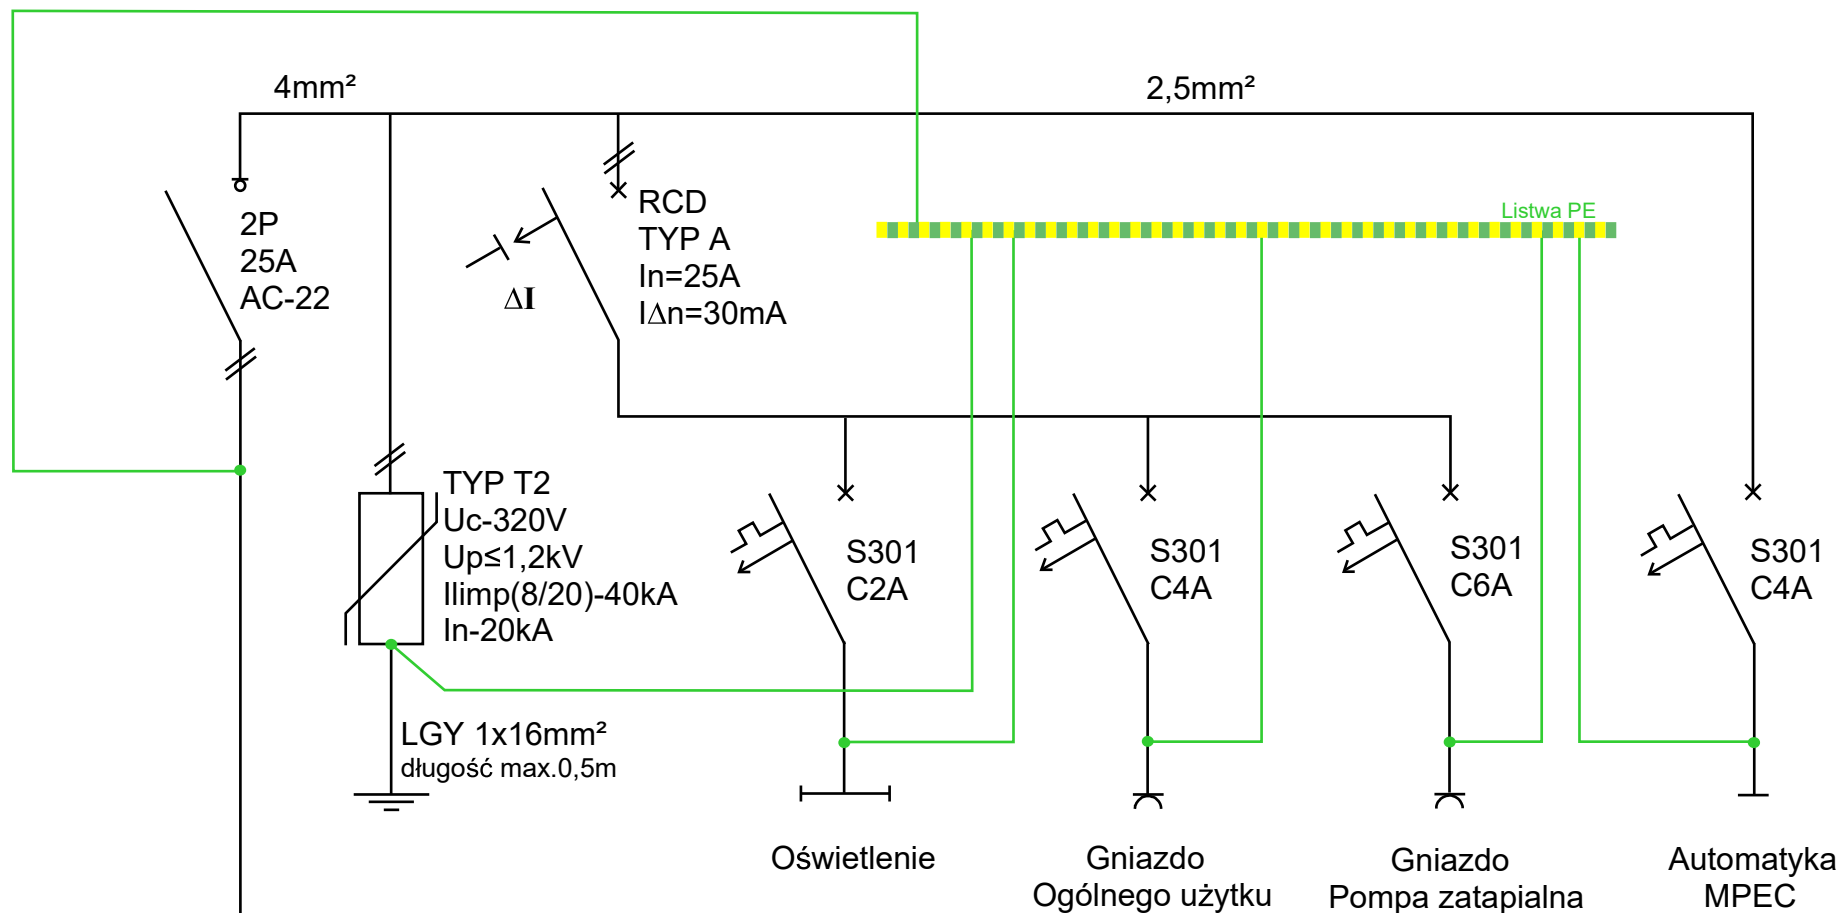 4mm²
2,5mm²
2P
25A
AC-22
RCD
TYP A
In=25A
I∆n=30mA
ΔI
Listwa PE
TYP T2
Uc-320V
Up≤1,2kV
Ilimp(8/20)-40kA
In-20kA
S301
C2A
S301
C4A
S301
C6A
S301
C4A
LGY 1x16mm²
długość max.0,5m
Oświetlenie
Gniazdo
Ogólnego użytku
Gniazdo
Pompa zatapialna
Automatyka
MPEC